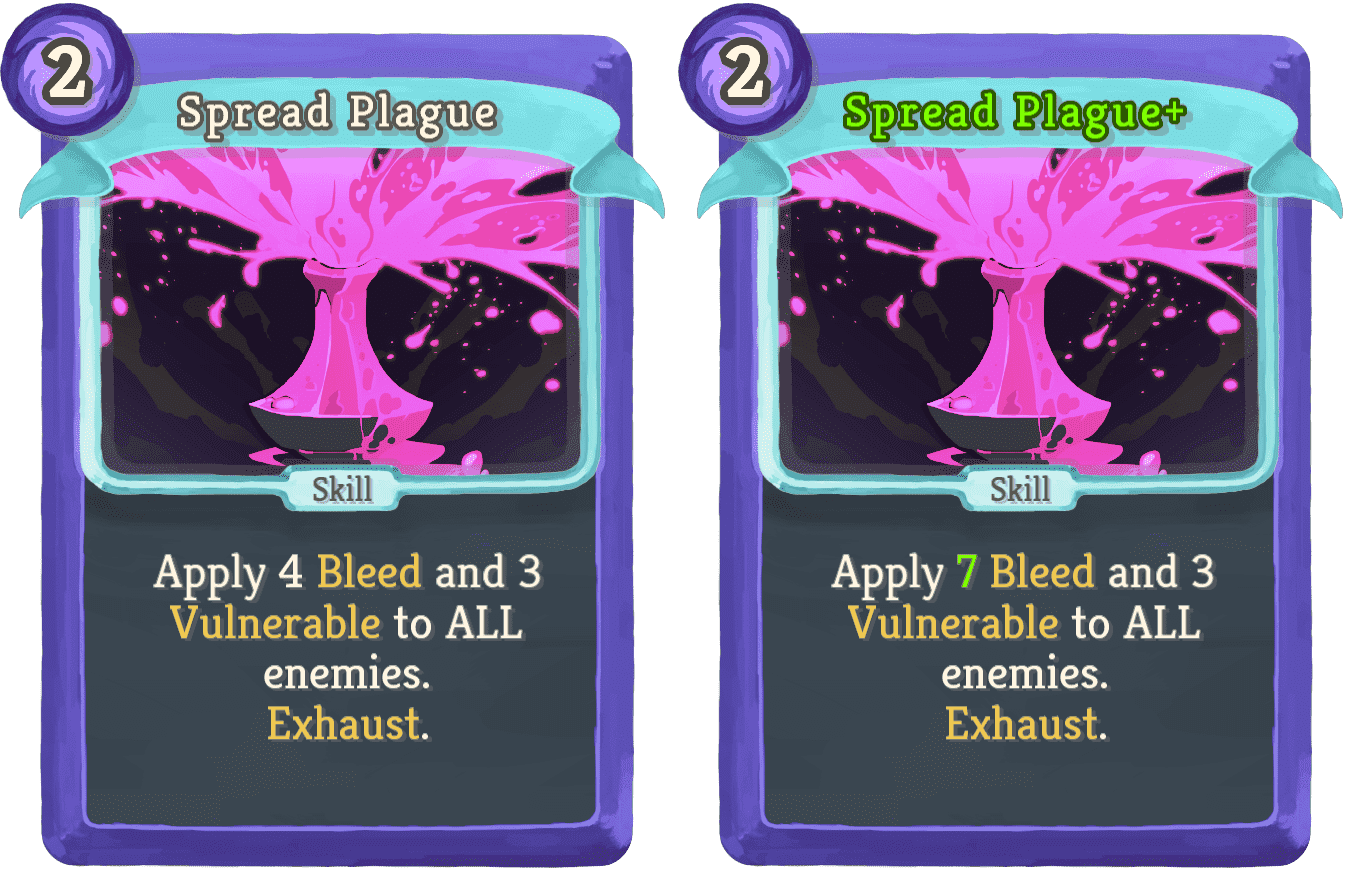 2
Spread Plague
Skill
Apply 4 Bleed and 3
Vulnerable to ALL
enemies.
Exhaust.
2
Spread Plague+
Skill
Apply 7 Bleed and 3
Vulnerable to ALL
enemies.
Exhaust.